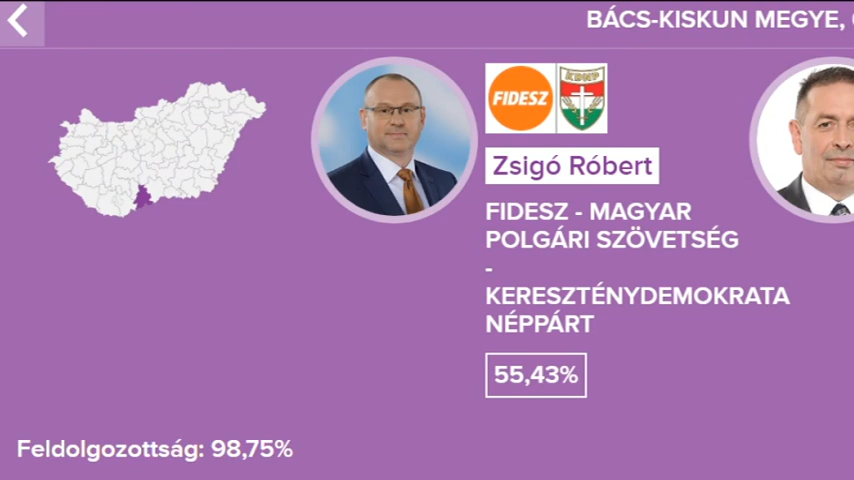 BÁCS-KISKUN MEGYE,
FIDESZ
KDNP
Zsigó Róbert
FIDESZ - MAGYAR
POLGÁRI SZÖVETSÉG
-
KERESZTÉNYDEMOKRATA
NÉPPÁRT
55,43%
Feldolgozottság: 98,75%